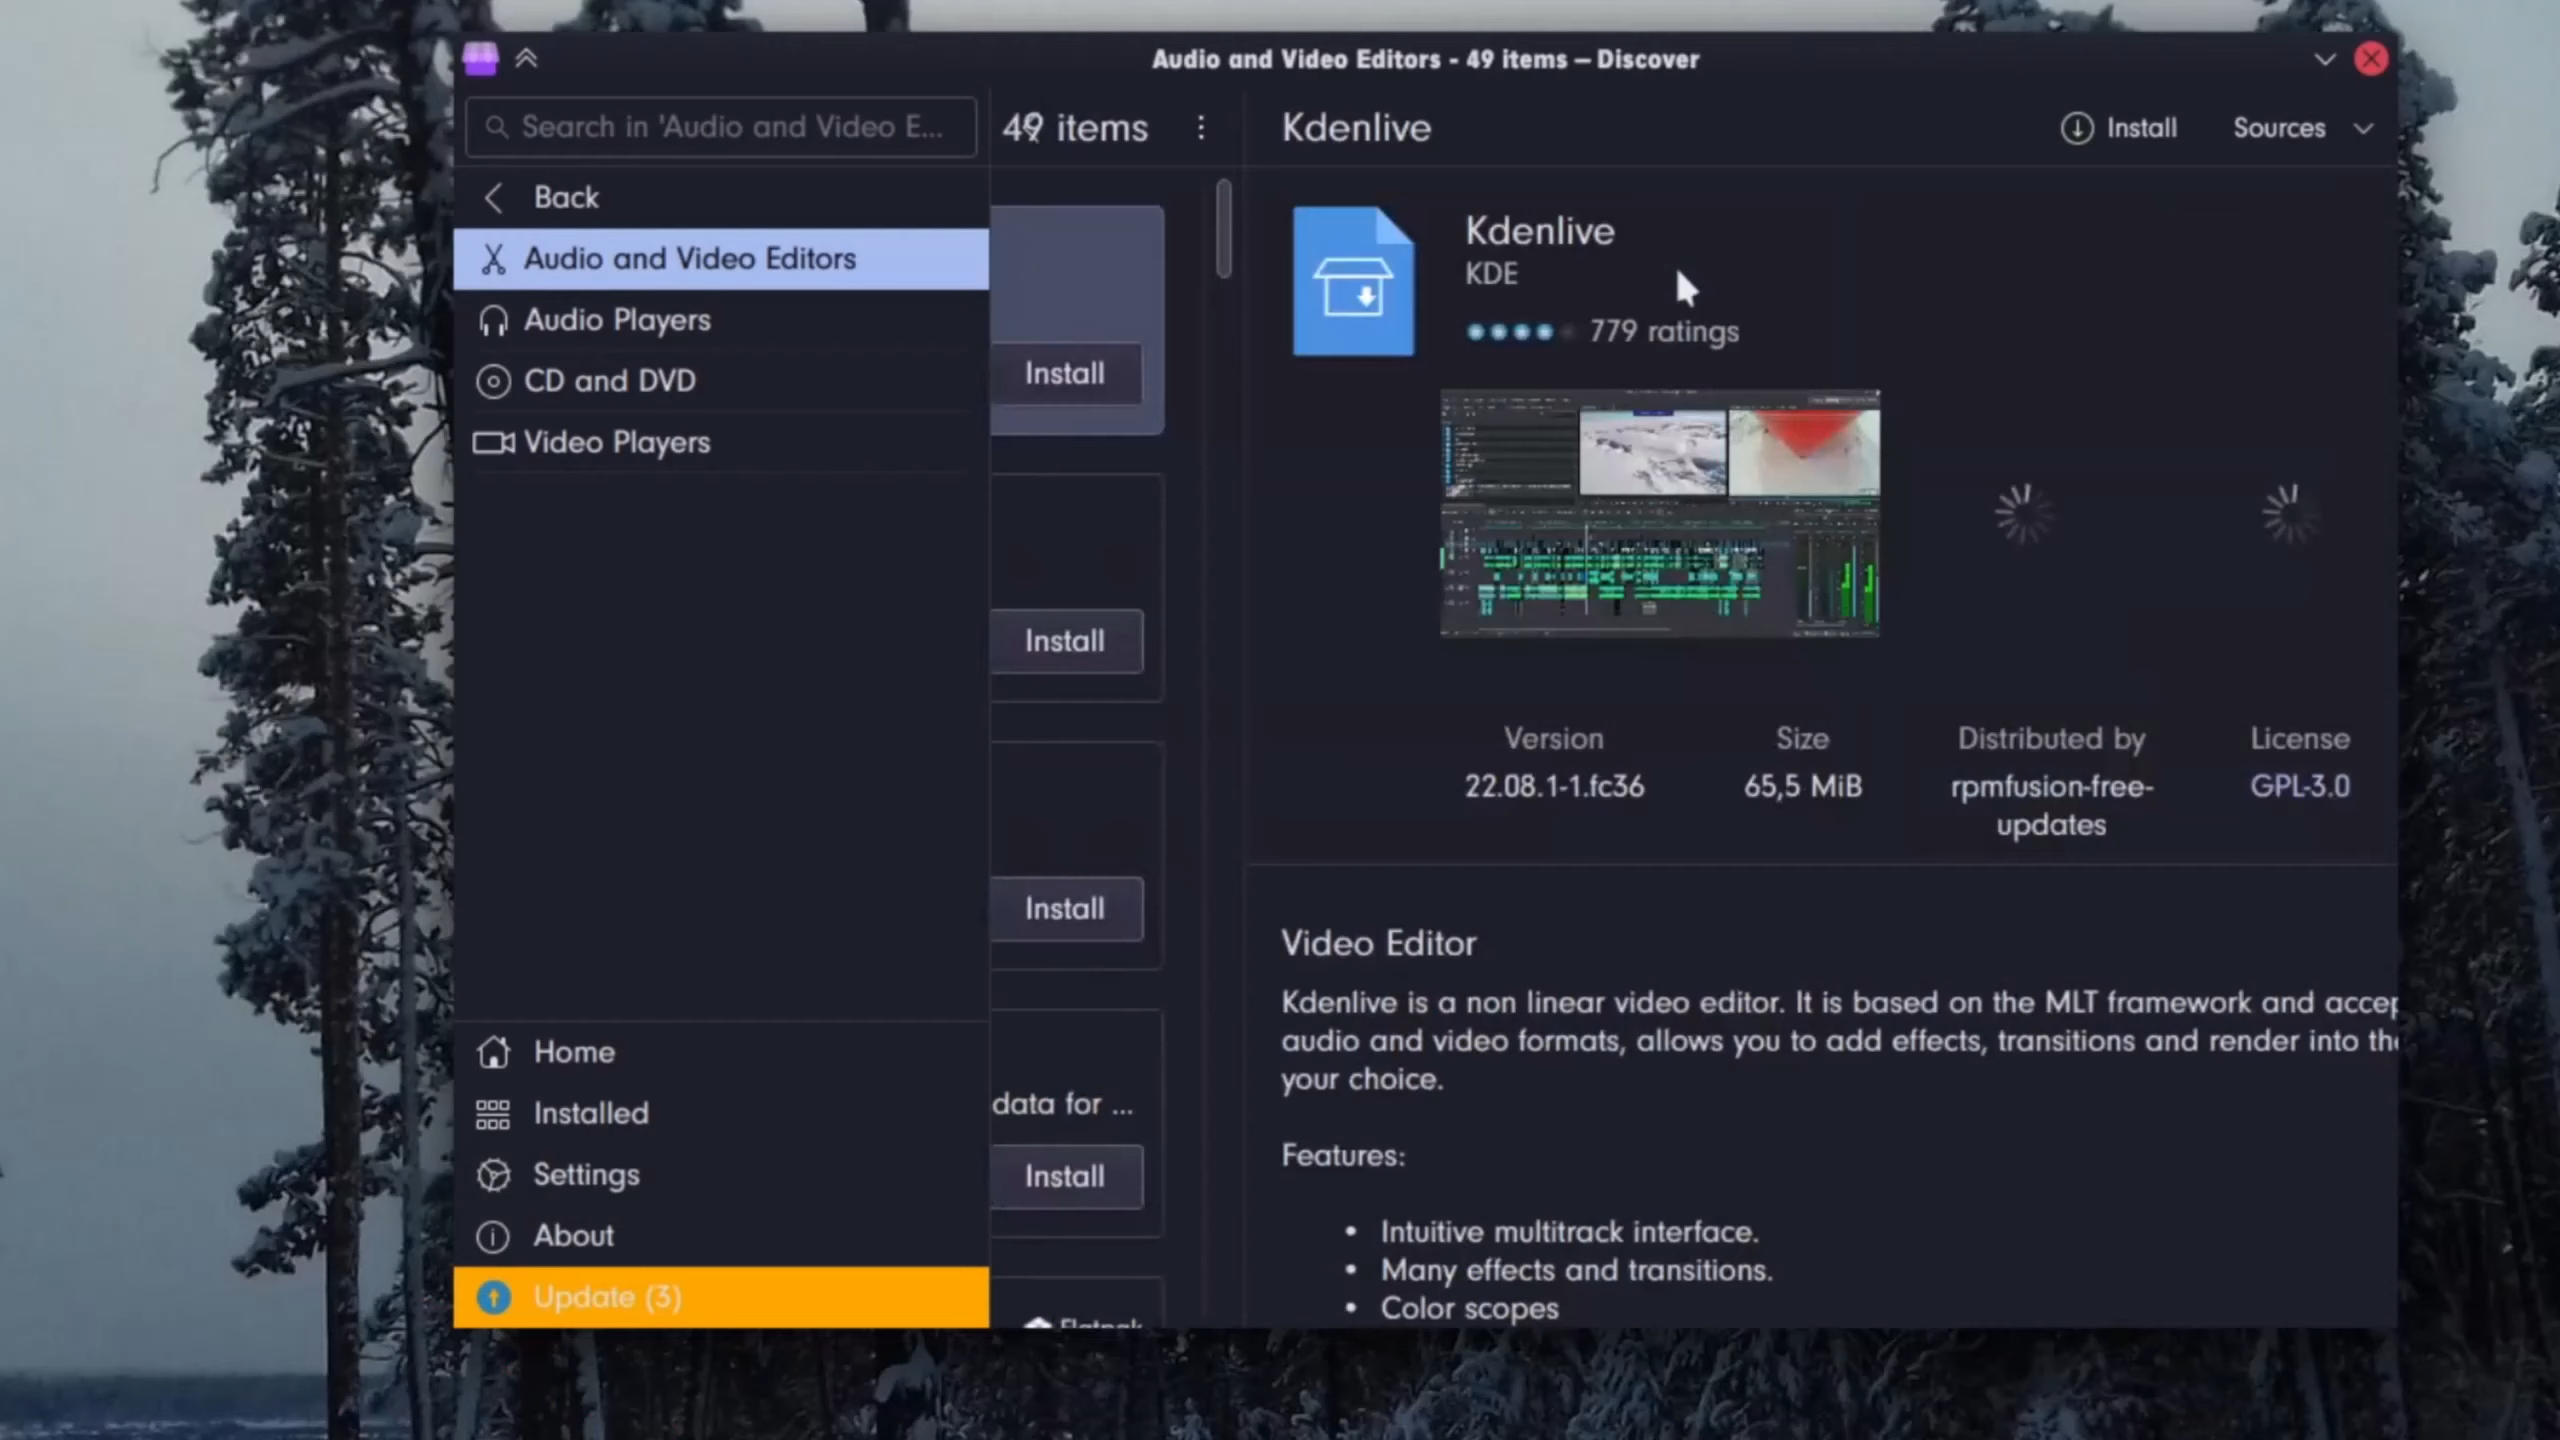 Audio and Video Editors - 49 items — Discover
Search in 'Audio and Video E...
49 items
Kdenlive
Install
Sources
Back
Audio and Video Editors
Audio Players
CD and DVD
Video Players
Install
Install
Install
data for ...
Install
Flatpak
Kdenlive
KDE
779 ratings
Version
22.08.1-1.fc36
Size
65,5 MiB
Distributed by
rpmfusion-free-
updates
License
GPL-3.0
Video Editor
Kdenlive is a non linear video editor. It is based on the MLT framework and accep
audio and video formats, allows you to add effects, transitions and render into th
your choice.
Features:
• Intuitive multitrack interface.
• Many effects and transitions.
• Color scopes
Home
Installed
Settings
About
Update (3)